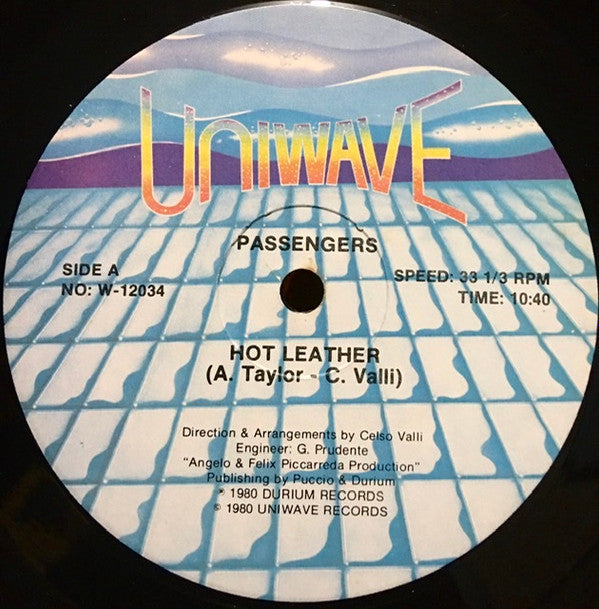 UNIWAVE
PASSENGERS
SIDE A
NO: W-12034
SPEED: 33 1/3 RPM
TIME: 10:40
HOT LEATHER
(A. Taylor - C. Valli)
Direction & Arrangements by Celso Valli
Engineer: G. Prudente
"Angelo & Felix Piccarreda Production"
Publishing by Puccio & Durium
℗ 1980 DURIUM RECORDS
© 1980 UNIWAVE RECORDS